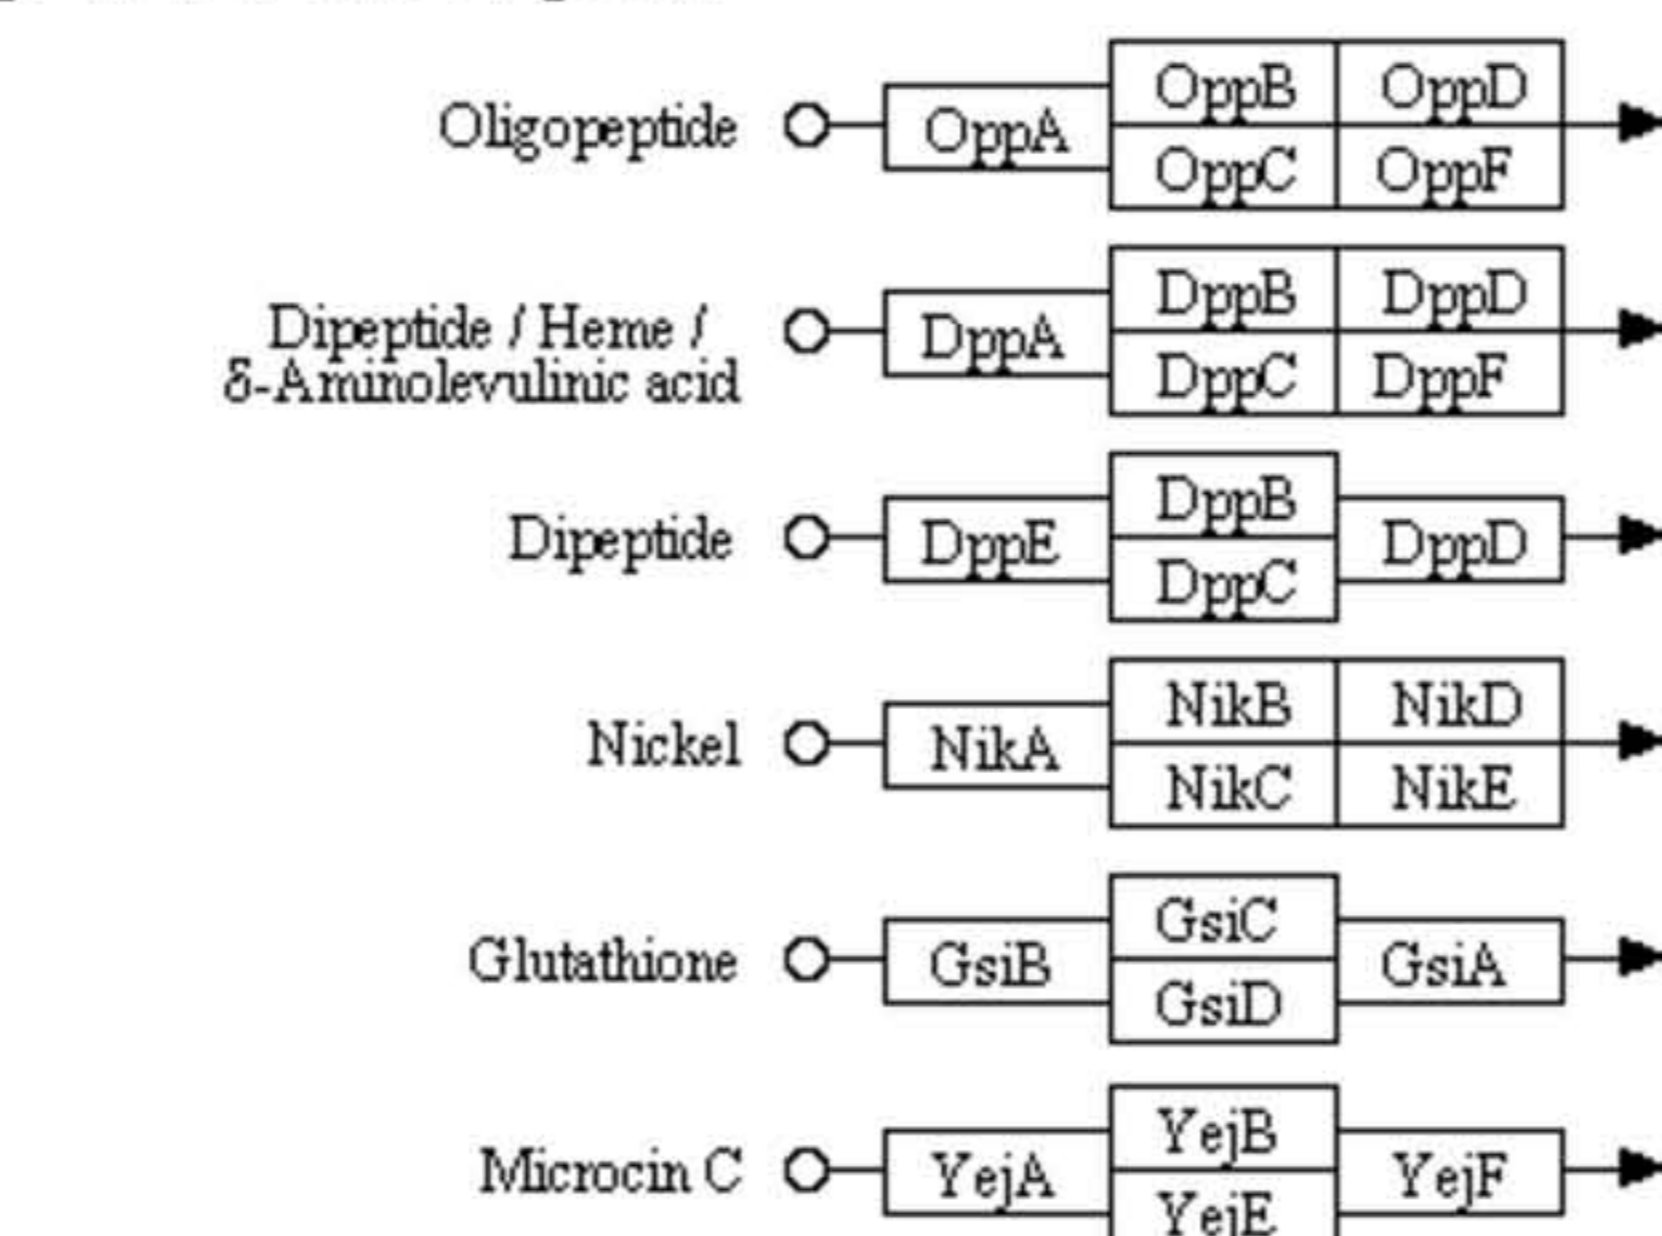 OppB OppD
Oligopeptide OppA
OppC OppF
DppB DppD
Dipeptide / Heme / DppA
δ-Aminolevulinic acid DppC DppF
DppB
Dipeptide DppE DppD
DppC
NikB NikD
Nickel NikA
NikC NikE
GsiC
Glutathione GsiB GsiA
GsiD
YejB
Microcin C YejA YejF
YejE